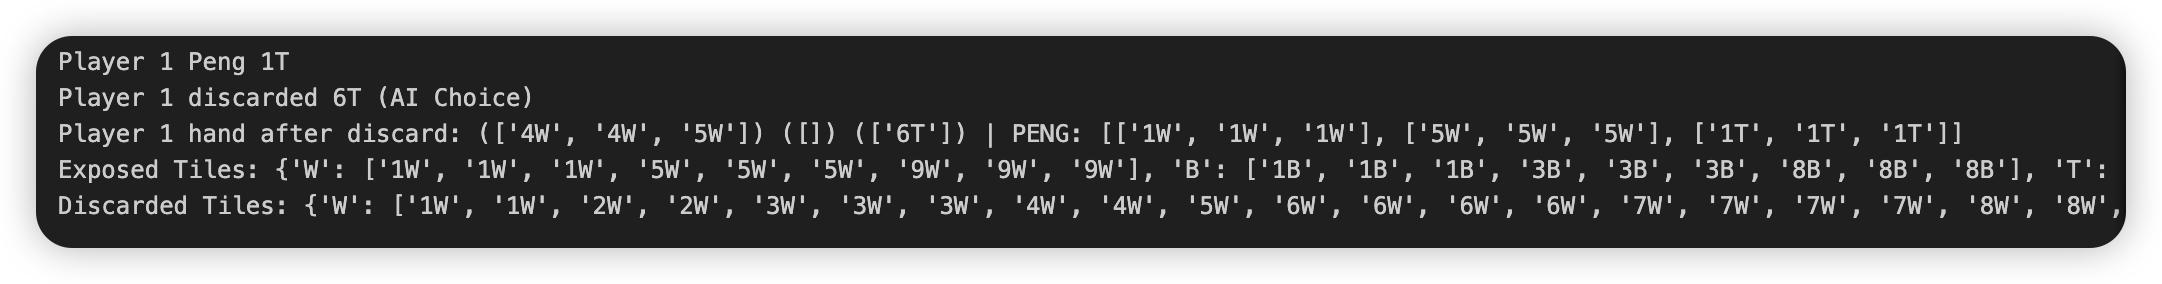 Player 1 Peng 1T
Player 1 discarded 6T (AI Choice)
Player 1 hand after discard: (['4W', '4W', '5W']) ([]) (['6T']) | PENG: [['1W', '1W', '1W'], ['5W', '5W', '5W'], ['1T', '1T', '1T']]
Exposed Tiles: {'W': ['1W', '1W', '1W', '5W', '5W', '5W', '9W', '9W', '9W'], 'B': ['1B', '1B', '1B', '3B', '3B', '3B', '8B', '8B', '8B'], 'T':
Discarded Tiles: {'W': ['1W', '1W', '2W', '2W', '3W', '3W', '3W', '4W', '4W', '5W', '6W', '6W', '6W', '6W', '7W', '7W', '7W', '7W', '8W', '8W',